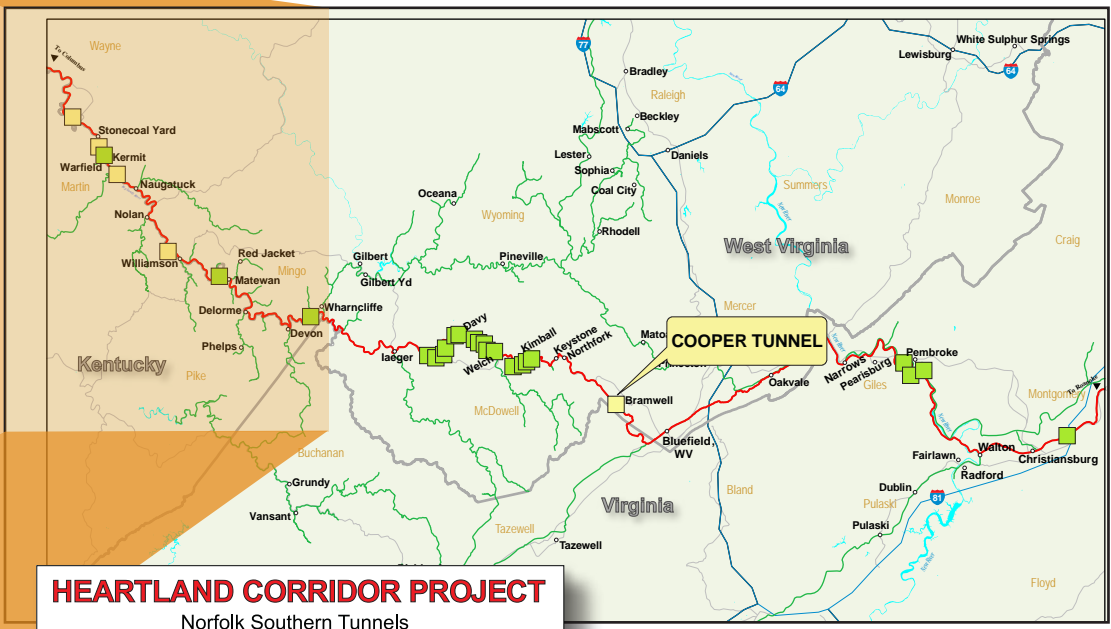 To Columbus
Wayne
Stonecoal Yard
Kermit
Warfield
Martin
Naugatuck
Nolan
Williamson
Red Jacket
Mingo
Matewan
Delorme
Devon
Phelps
Kentucky
Pike
Gilbert
Gilbert Yd
Wharncliffe
Iaeger
Davy
Welch
Kimball
Keystone
Northfork
McDowell
Oceana
Wyoming
Pineville
77
Bradley
Raleigh
64
Beckley
Mabscott
Lester
Daniels
Sophia
Coal City
Rhodell
Summers
West Virginia
Mercer
Monroe
Craig
Lewisburg
White Sulphur Springs
64
COOPER TUNNEL
Bramwell
Bluefield,
WV
Oakvale
Narrows
Pearisburg
Giles
Pembroke
Montgomery
To Roanoke
Walton
Christiansburg
Fairlawn
Radford
Dublin
Pulaski
81
Pulaski
Floyd
Bland
Virginia
Tazewell
Tazewell
Buchanan
Grundy
Vansant
HEARTLAND CORRIDOR PROJECT
Norfolk Southern Tunnels